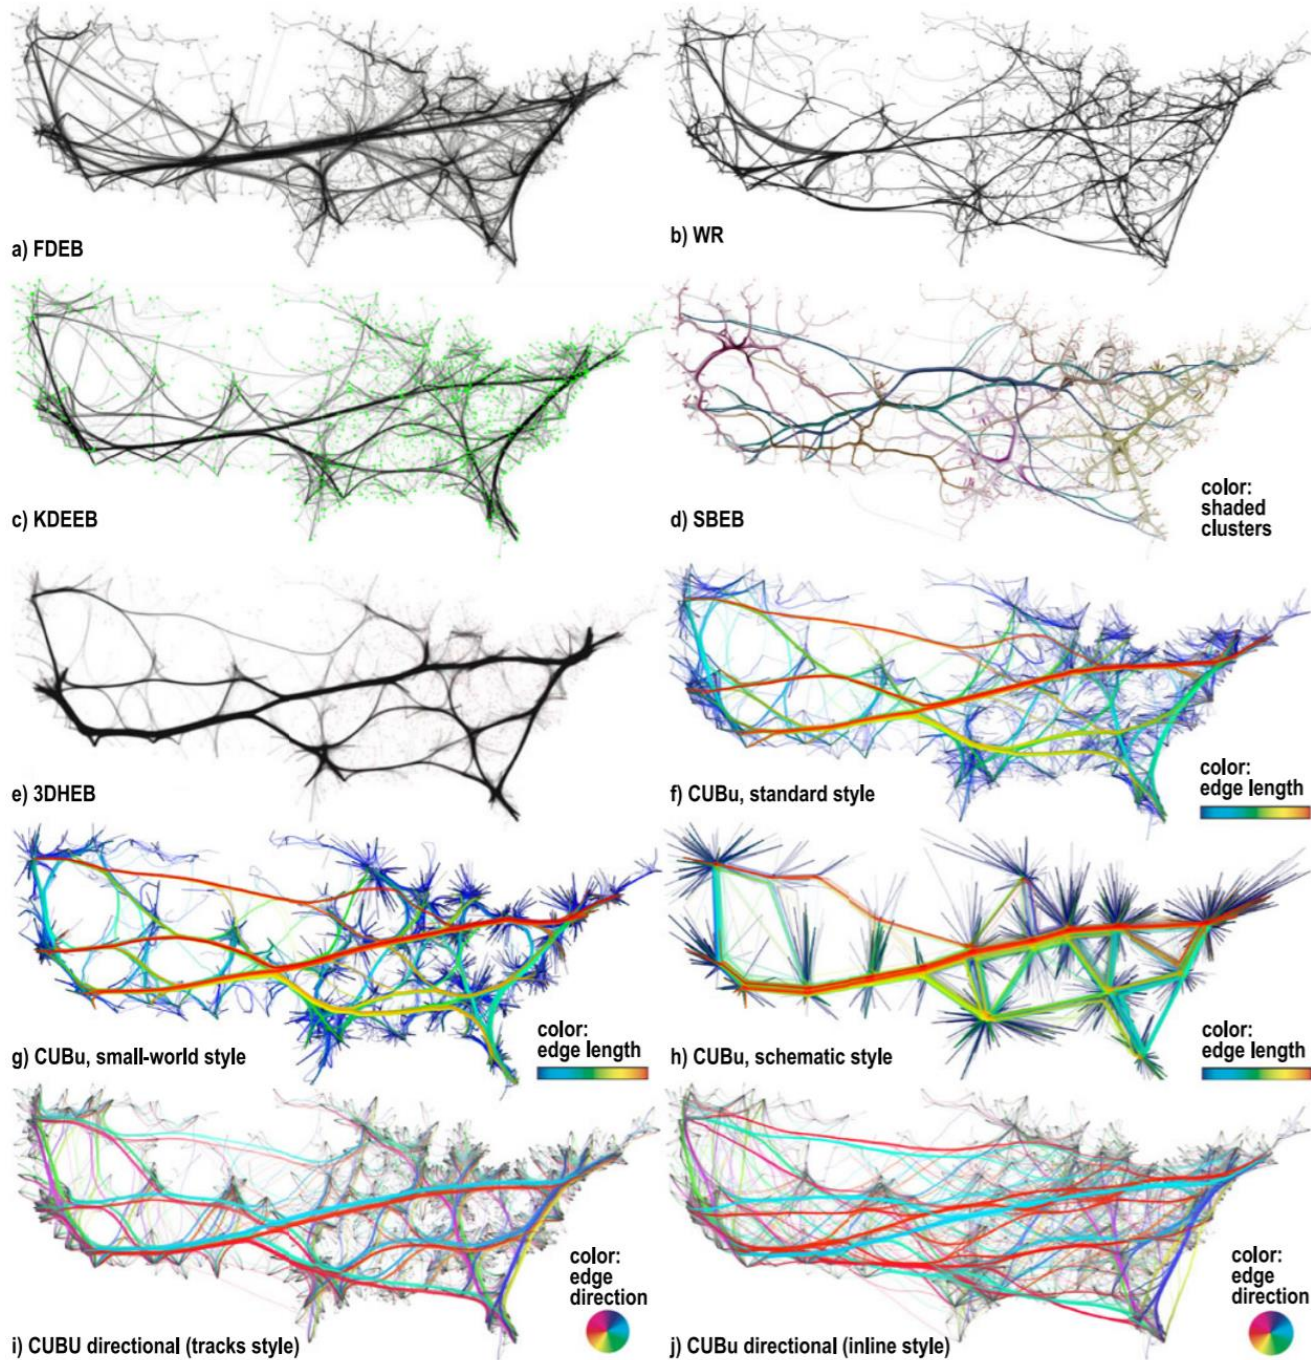 a) FDEB
b) WR
c) KDEEB
d) SBEB
color:
shaded
clusters
e) 3DHEB
f) CUBu, standard style
color:
edge length
g) CUBu, small-world style
color:
edge length
h) CUBu, schematic style
color:
edge length
i) CUBU directional (tracks style)
color:
edge
direction
j) CUBu directional (inline style)
color:
edge
direction